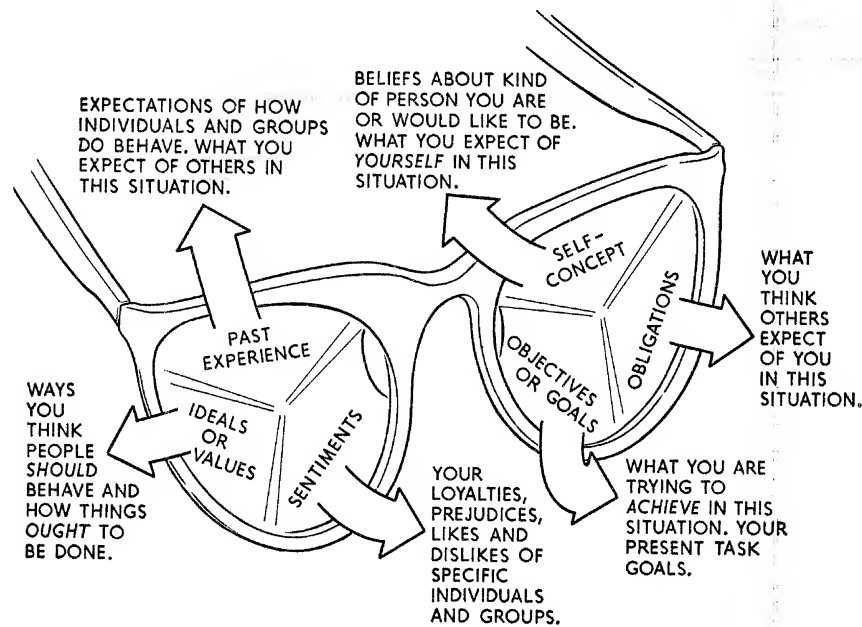 EXPECTATIONS OF HOW
INDIVIDUALS AND GROUPS
DO BEHAVE. WHAT YOU
EXPECT OF OTHERS IN
THIS SITUATION.
BELIEFS ABOUT KIND
OF PERSON YOU ARE
OR WOULD LIKE TO BE.
WHAT YOU EXPECT OF
YOURSELF IN THIS
SITUATION.
PAST
EXPERIENCE
IDEALS
OR
VALUES
SENTIMENTS
SELF-
CONCEPT
OBLIGATIONS
OBJECTIVES
OR GOALS
WHAT
YOU
THINK
OTHERS
EXPECT
OF YOU
IN THIS
SITUATION.
WAYS
YOU
THINK
PEOPLE
SHOULD
BEHAVE AND
HOW THINGS
OUGHT TO
BE DONE.
YOUR
LOYALTIES,
PREJUDICES,
LIKES AND
DISLIKES OF
SPECIFIC
INDIVIDUALS
AND GROUPS.
WHAT YOU ARE
TRYING TO
ACHIEVE IN THIS
SITUATION. YOUR
PRESENT TASK
GOALS.